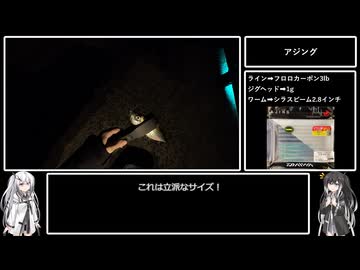 アジング
ライン➡フロロカーボン3lb
ジグヘッド➡1g
ワーム➡シラスビーム2.8インチ
DAIWA
これは立派なサイズ！